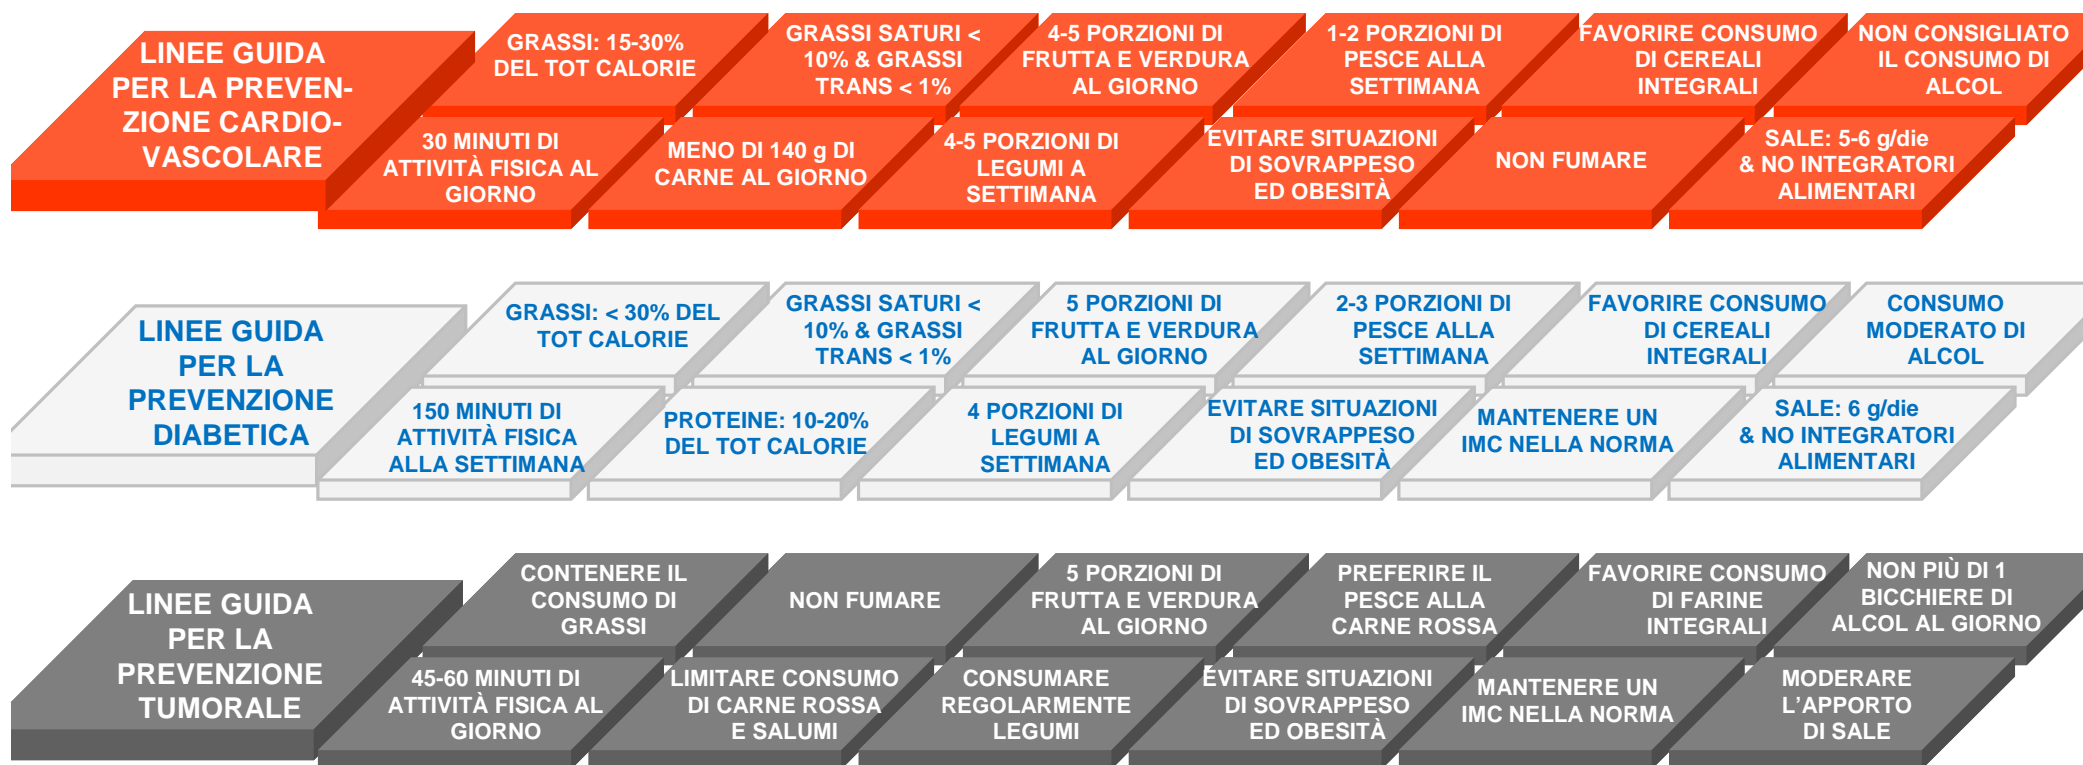 LINEE GUIDA
PER LA PREVEN-
ZIONE CARDIO-
VASCOLARE
GRASSI: 15-30%
DEL TOT CALORIE
GRASSI SATURI <
10% & GRASSI
TRANS < 1%
4-5 PORZIONI DI
FRUTTA E VERDURA
AL GIORNO
1-2 PORZIONI DI
PESCE ALLA
SETTIMANA
FAVORIRE CONSUMO
DI CEREALI
INTEGRALI
NON CONSIGLIATO
IL CONSUMO DI
ALCOL
30 MINUTI DI
ATTIVITÀ FISICA AL
GIORNO
MENO DI 140 g DI
CARNE AL GIORNO
4-5 PORZIONI DI
LEGUMI A
SETTIMANA
EVITARE SITUAZIONI
DI SOVRAPPESO
ED OBESITÀ
NON FUMARE
SALE: 5-6 g/die
& NO INTEGRATORI
ALIMENTARI
LINEE GUIDA
PER LA
PREVENZIONE
DIABETICA
GRASSI: < 30% DEL
TOT CALORIE
GRASSI SATURI <
10% & GRASSI
TRANS < 1%
5 PORZIONI DI
FRUTTA E VERDURA
AL GIORNO
2-3 PORZIONI DI
PESCE ALLA
SETTIMANA
FAVORIRE CONSUMO
DI CEREALI
INTEGRALI
CONSUMO
MODERATO DI
ALCOL
150 MINUTI DI
ATTIVITÀ FISICA
ALLA SETTIMANA
PROTEINE: 10-20%
DEL TOT CALORIE
4 PORZIONI DI
LEGUMI A
SETTIMANA
EVITARE SITUAZIONI
DI SOVRAPPESO
ED OBESITÀ
MANTENERE UN
IMC NELLA NORMA
SALE: 6 g/die
& NO INTEGRATORI
ALIMENTARI
LINEE GUIDA
PER LA
PREVENZIONE
TUMORALE
CONTENERE IL
CONSUMO DI
GRASSI
NON FUMARE
5 PORZIONI DI
FRUTTA E VERDURA
AL GIORNO
PREFERIRE IL
PESCE ALLA
CARNE ROSSA
FAVORIRE CONSUMO
DI FARINE
INTEGRALI
NON PIÙ DI 1
BICCHIERE DI
ALCOL AL GIORNO
45-60 MINUTI DI
ATTIVITÀ FISICA AL
GIORNO
LIMITARE CONSUMO
DI CARNE ROSSA
E SALUMI
CONSUMARE
REGOLARMENTE
LEGUMI
EVITARE SITUAZIONI
DI SOVRAPPESO
ED OBESITÀ
MANTENERE UN
IMC NELLA NORMA
MODERARE
L’APPORTO
DI SALE